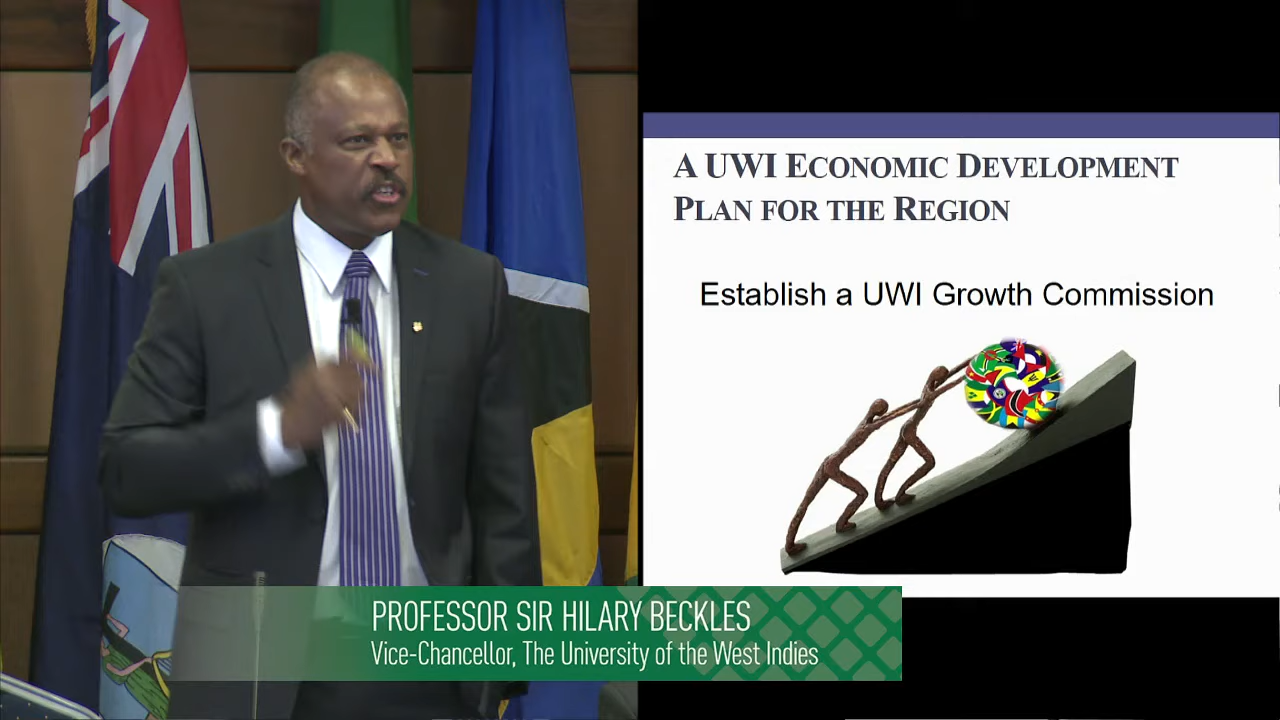 A UWI ECONOMIC DEVELOPMENT
PLAN FOR THE REGION
Establish a UWI Growth Commission
PROFESSOR SIR HILARY BECKLES
Vice-Chancellor, The University of the West Indies